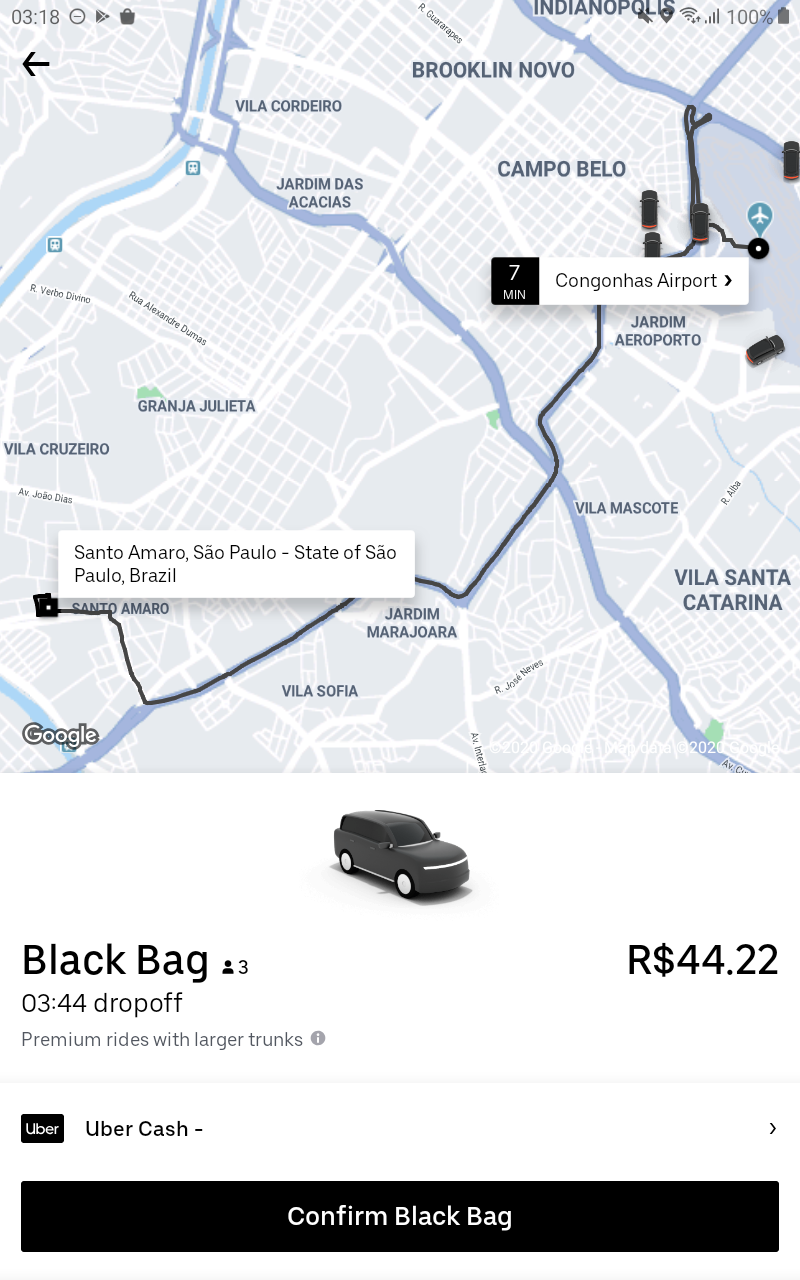 03:18
100%
INDIANÓPOLIS
R. Guararapes
BROOKLIN NOVO
VILA CORDEIRO
CAMPO BELO
JARDIM DAS
ACACIAS
7
MIN
Congonhas Airport ›
R. Verbo Divino
Rua Alexandre Dumas
JARDIM
AEROPORTO
GRANJA JULIETA
VILA CRUZEIRO
Av. João Dias
R. Alba
VILA MASCOTE
Santo Amaro, São Paulo - State of São
Paulo, Brazil
VILA SANTA
CATARINA
SANTO AMARO
JARDIM
MARAJOARA
R. José Neves
VILA SOFIA
Google
©2020 Google - Map data ©2020 Google
Black Bag 3
R$44.22
03:44 dropoff
Premium rides with larger trunks
Uber
Uber Cash -
Confirm Black Bag